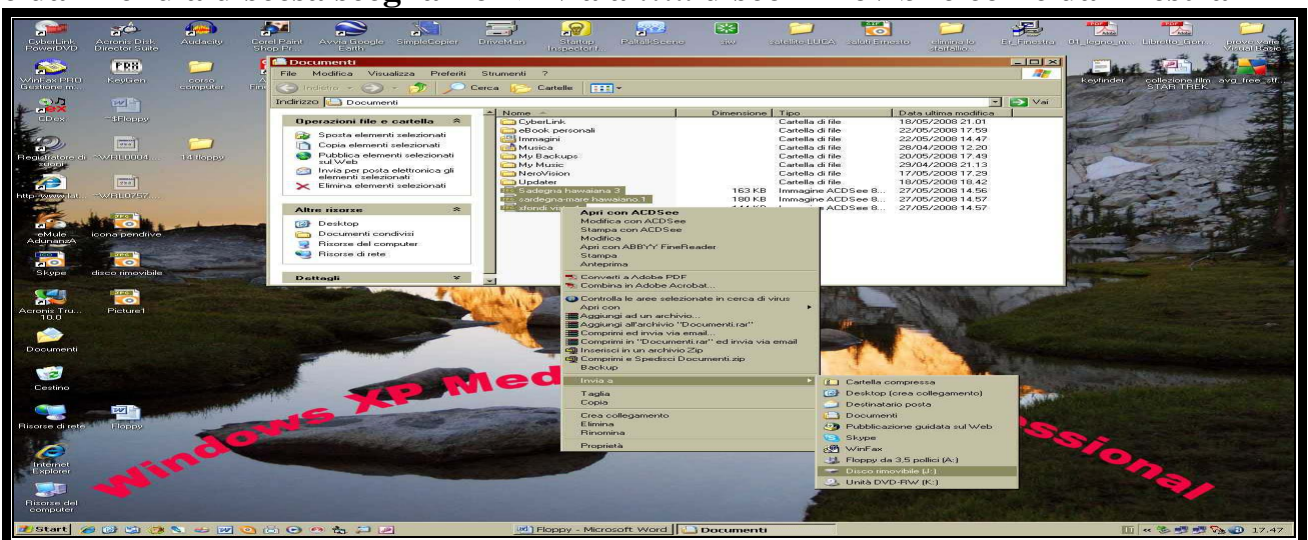 CyberLink PowerDVD
Acronis Disk Director Suite
Audacity
Corel Paint Shop Pr...
Avvia Google Earth
SimpleCopier
DriveMan
Startup Inspector f...
satellite LUCA
WinFax PRO Gestione m...
KeyGen
corso computer
keyfinder
collezione film STAR TREK
avg_free_stf...
CDex
~$Floppy
Registratore di suoni
~WRL0004...
14 floppy
eMule AdunanzA
icona pendrive
Skype
disco rimovibile
Acronis Tru... 10.0
Picture1
Documenti
Cestino
Risorse di rete
Floppy
Internet Explorer
Risorse del computer
Documenti
File Modifica Visualizza Preferiti Strumenti ?
Indietro Cerca Cartelle
Indirizzo Documenti Vai
Operazioni file e cartella
Sposta elementi selezionati
Copia elementi selezionati
Pubblica elementi selezionati
sul Web
Invia per posta elettronica gli
elementi selezionati
Elimina elementi selezionati
Altre risorse
Desktop
Documenti condivisi
Risorse del computer
Risorse di rete
Dettagli
Nome Dimensione Tipo Data ultima modifica
CyberLink Cartella di file 18/05/2008 21.01
eBook personali Cartella di file 22/05/2008 17.59
Immagini Cartella di file 22/05/2008 14.47
Musica Cartella di file 28/04/2008 12.20
My Backups Cartella di file 20/05/2008 17.49
My Music Cartella di file 29/04/2008 21.13
NeroVision Cartella di file 17/05/2008 17.29
Updater Cartella di file 18/05/2008 18.42
Sadegna hawaiana 3 163 KB Immagine ACDSee 8... 27/05/2008 14.56
sardegna-mare hawaiano.1 180 KB Immagine ACDSee 8... 27/05/2008 14.57
Immagine ACDSee 8... 27/05/2008 14.57
Apri con ACDSee
Modifica con ACDSee
Stampa con ACDSee
Modifica
Apri con ABBYY FineReader
Stampa
Anteprima
Converti a Adobe PDF
Combina in Adobe Acrobat...
Controlla le aree selezionate in cerca di virus
Apri con
Aggiungi ad un archivio...
Aggiungi all'archivio "Documenti.rar"
Comprimi ed invia via email...
Comprimi in "Documenti.rar" ed invia via email
Inserisci in un archivio Zip
Comprimi e Spedisci Documenti.zip
Backup
Invia a
Taglia
Copia
Crea collegamento
Elimina
Rinomina
Proprietà
Cartella compressa
Desktop (crea collegamento)
Destinatario posta
Documenti
Pubblicazione guidata sul Web
Skype
WinFax
Floppy da 3,5 pollici (A:)
Disco rimovibile (J:)
Unità DVD-RW (K:)
Windows XP Med
ssional
Start Floppy - Microsoft Word Documenti 17.47